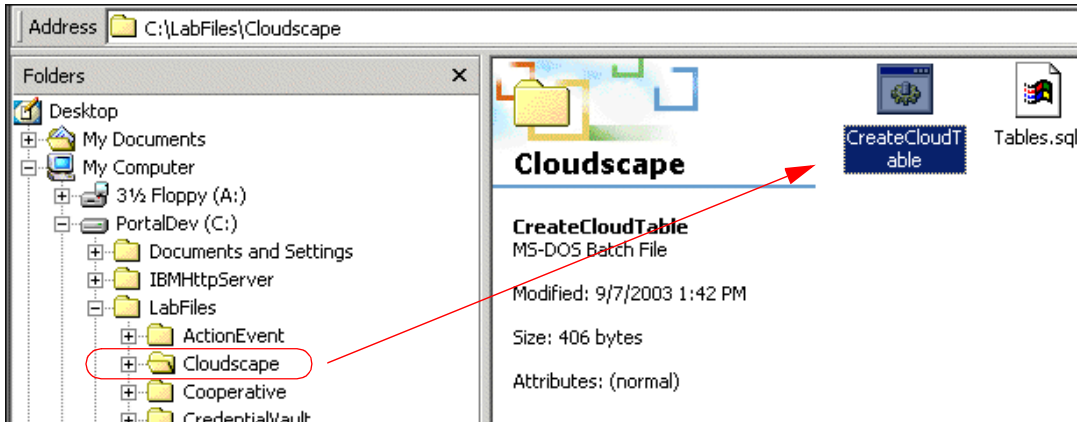 Address C:\LabFiles\Cloudscape
Folders
Desktop
My Documents
My Computer
3½ Floppy (A:)
PortalDev (C:)
Documents and Settings
IBMHttpServer
LabFiles
ActionEvent
Cloudscape
Cooperative
CredentialVault
Cloudscape
CreateCloudTable
MS-DOS Batch File
Modified: 9/7/2003 1:42 PM
Size: 406 bytes
Attributes: (normal)
CreateCloudT
able
Tables.sql